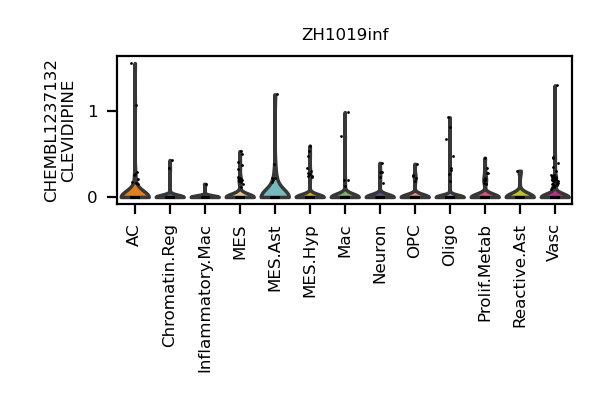 ZH1019inf
CHEMBL1237132
CLEVIDIPINE
1
0
AC
Chromatin.Reg
Inflammatory.Mac
MES
MES.Ast
MES.Hyp
Mac
Neuron
OPC
Oligo
Prolif.Metab
Reactive.Ast
Vasc